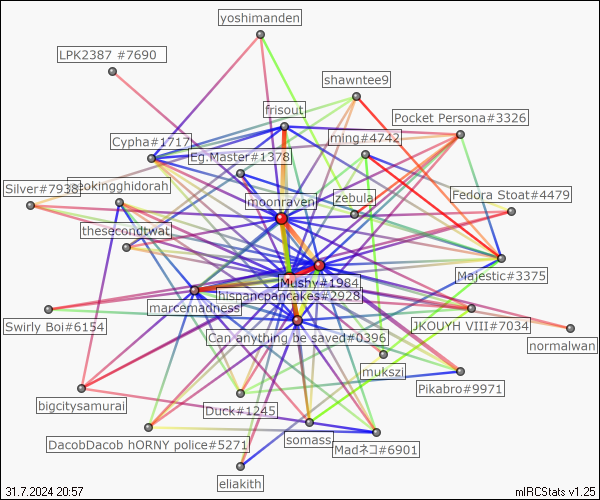 yoshimanden
LPK2387 #7690
shawntee9
frisout
Pocket Persona#3326
ming#4742
Cypha#1717
Eg.Master#1378
Silver#7938
eokingghidorah
zebula
Fedora Stoat#4479
moonraven
thesecondtwat
Majestic#3375
Mushy#1984
hispancpancakes#2928
marcemadness
Swirly Boi#6154
JKOUYH VIII#7034
Can anything be saved#0396
normalwan
mukszi
Pikabro#9971
bigcitysamurai
Duck#1245
DacobDacob hORNY police#5271
somass
Madネコ#6901
eliakith
31.7.2024 20:57
mIRCStats v1.25